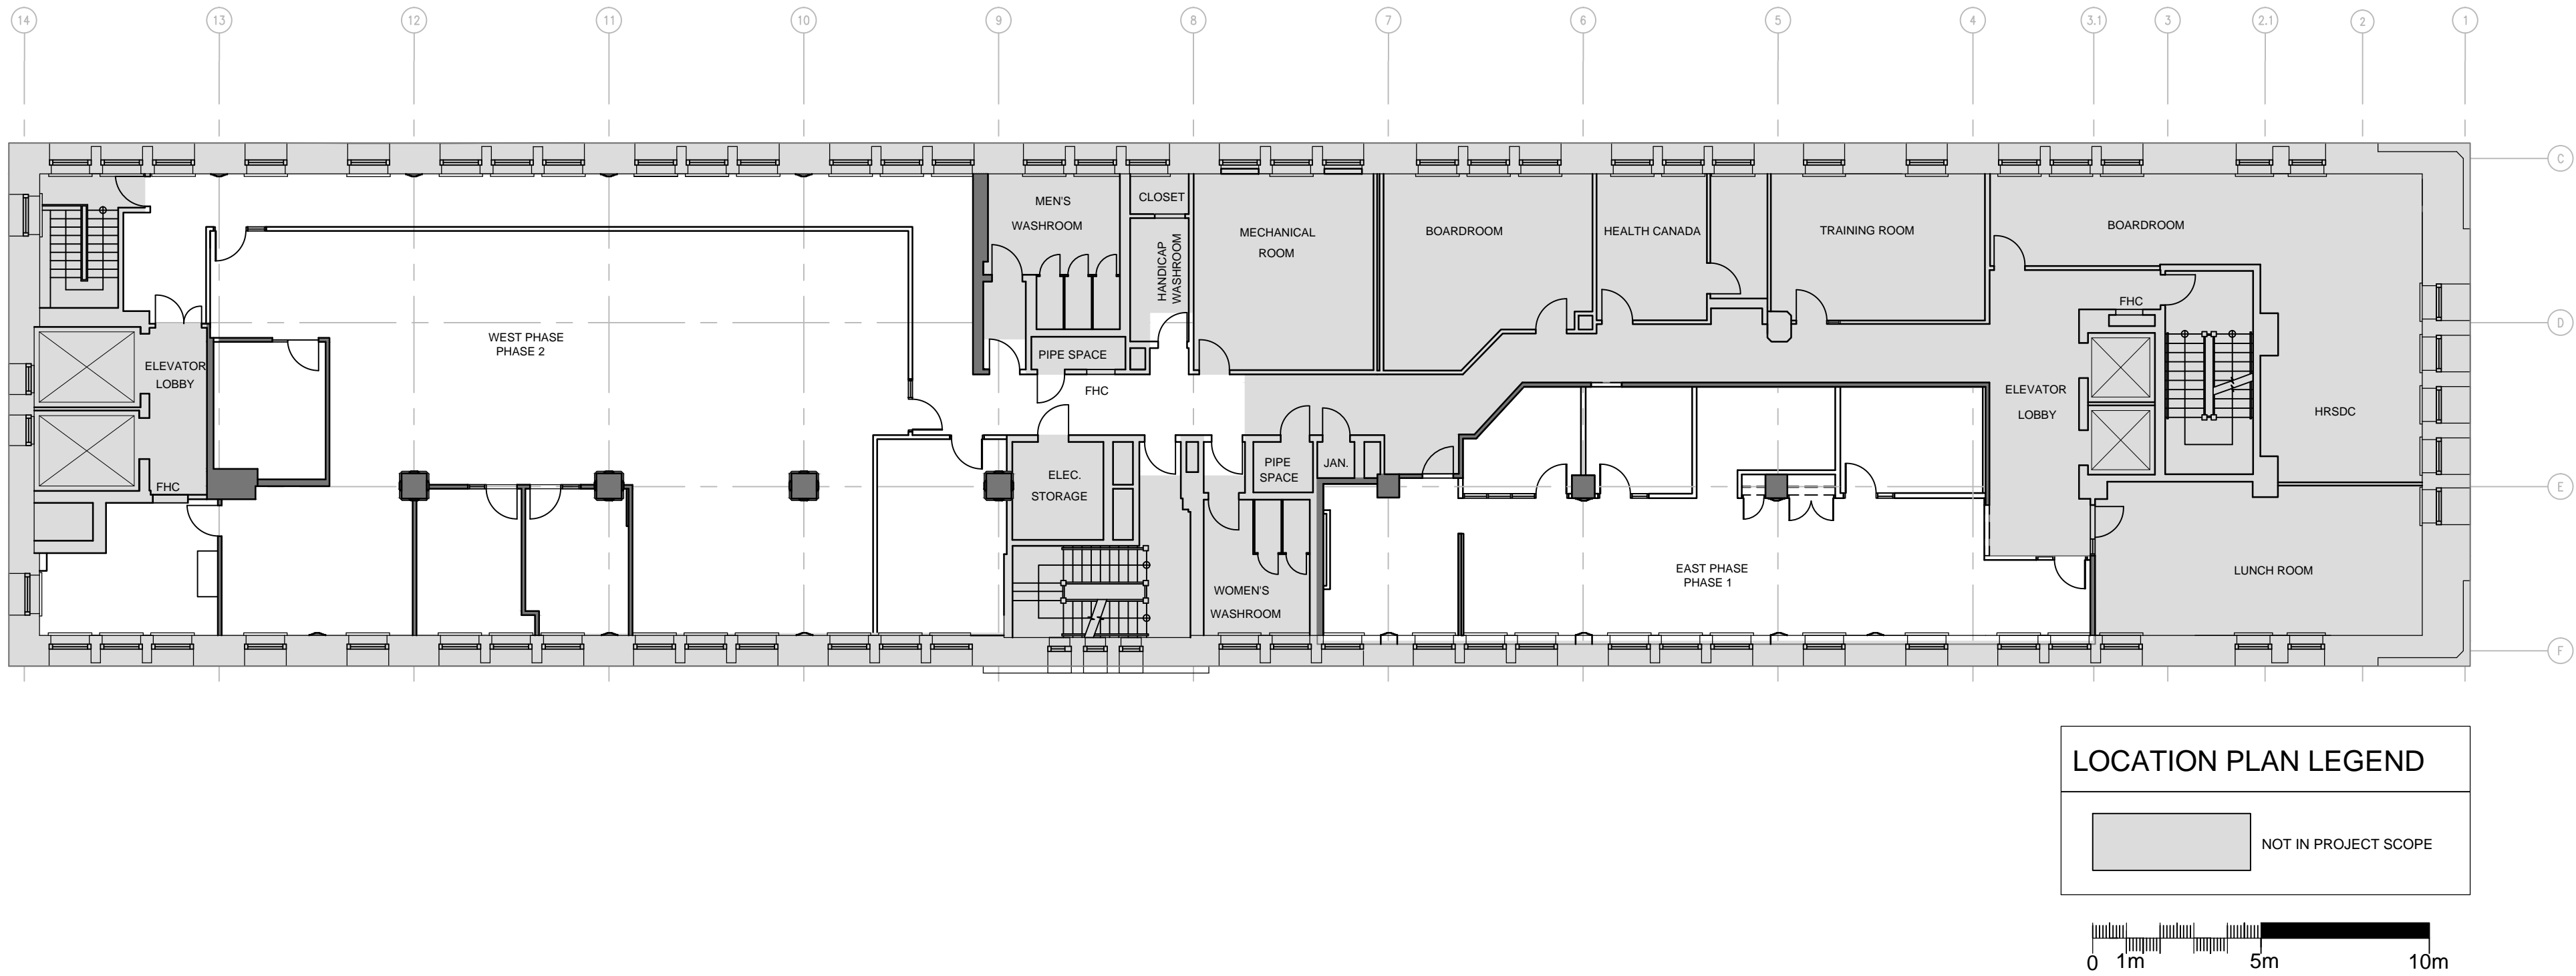 14 13 12 11 10 9 8 7 6 5 4 3.1 3 2.1 2 1
C
D
E
F
MEN'S
WASHROOM
CLOSET
HANDICAP
WASHROOM
MECHANICAL
ROOM
BOARDROOM
HEALTH CANADA
TRAINING ROOM
BOARDROOM
FHC
WEST PHASE
PHASE 2
PIPE SPACE
ELEVATOR
LOBBY
FHC
FHC
ELEVATOR
LOBBY
HRSDC
ELEC.
STORAGE
PIPE
SPACE
JAN.
WOMEN'S
WASHROOM
EAST PHASE
PHASE 1
LUNCH ROOM
LOCATION PLAN LEGEND
NOT IN PROJECT SCOPE
0 1m 5m 10m